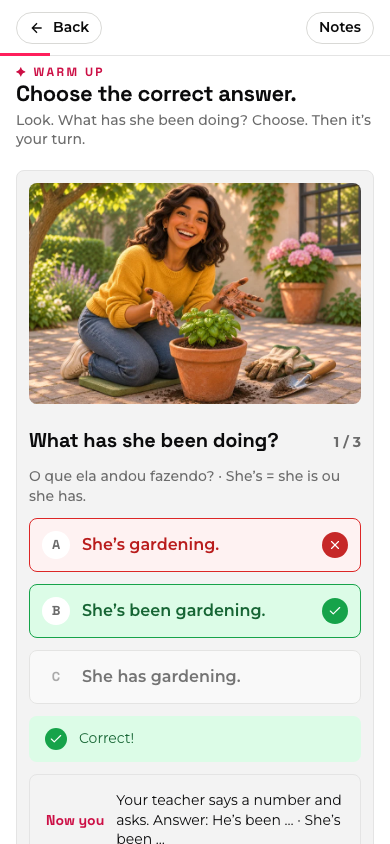 Back
Notes
WARM UP
Choose the correct answer.
Look. What has she been doing? Choose. Then it's
your turn.
What has she been doing?
1 / 3
O que ela andou fazendo? · She's = she is ou
she has.
A She's gardening.
B She's been gardening.
C She has gardening.
Correct!
Your teacher says a number and
Now you
asks. Answer: He's been ... · She's
been ...